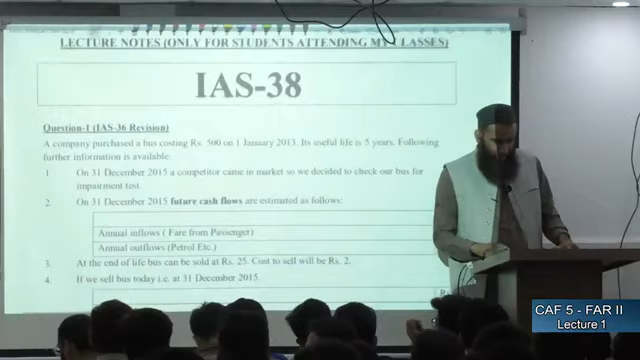 LECTURE NOTES (ONLY FOR STUDENTS ATTENDING MY CLASSES)
IAS-38
Question-1 (IAS-36 Revision)
A company purchased a bus costing Rs. 500 on 1 January 2013. Its useful life is 5 years. Following
further information is available:
1 On 31 December 2015 a competitor came in market so we decided to check our bus for
impairment test.
2. On 31 December 2015 future cash flows are estimated as follows:
Annual inflows ( Fare from Passenger)
Annual outflows (Petrol Etc.)
3. At the end of life bus can be sold at Rs. 25. Cost to sell will be Rs. 2.
4. If we sell bus today i.e. at 31 December 2015.
CAF 5 - FAR II
Lecture 1